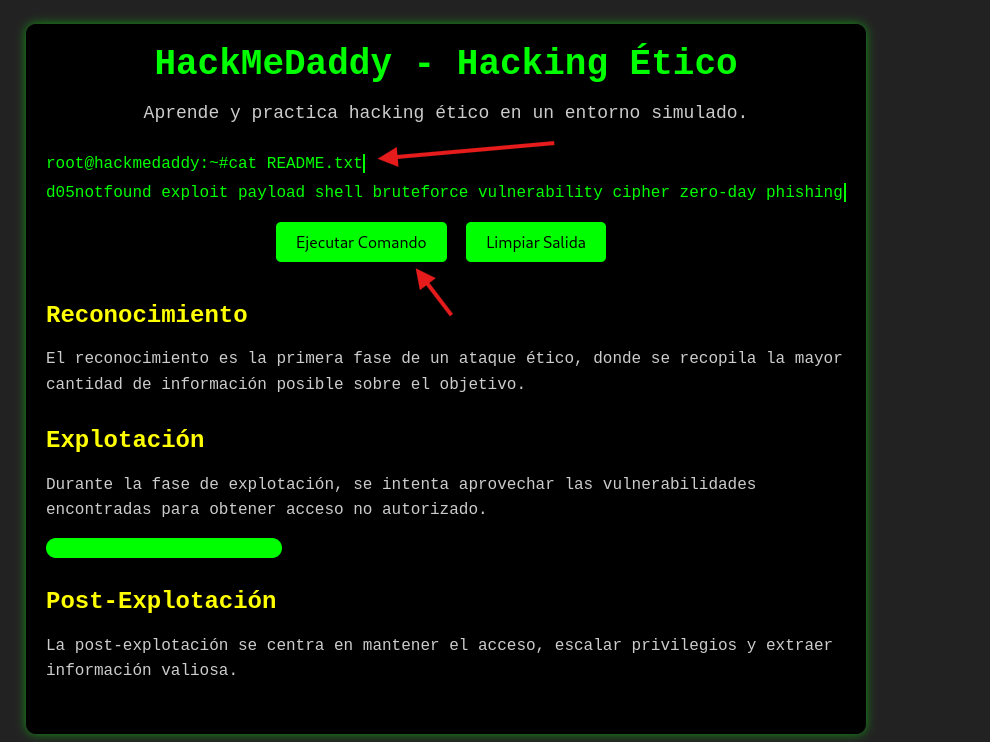 HackMeDaddy - Hacking Ético
Aprende y practica hacking ético en un entorno simulado.
root@hackmedaddy:~#cat README.txt
d05notfound exploit payload shell bruteforce vulnerability cipher zero-day phishing
Ejecutar Comando Limpiar Salida
Reconocimiento
El reconocimiento es la primera fase de un ataque ético, donde se recopila la mayor
cantidad de información posible sobre el objetivo.
Explotación
Durante la fase de explotación, se intenta aprovechar las vulnerabilidades
encontradas para obtener acceso no autorizado.
Post-Explotación
La post-explotación se centra en mantener el acceso, escalar privilegios y extraer
información valiosa.